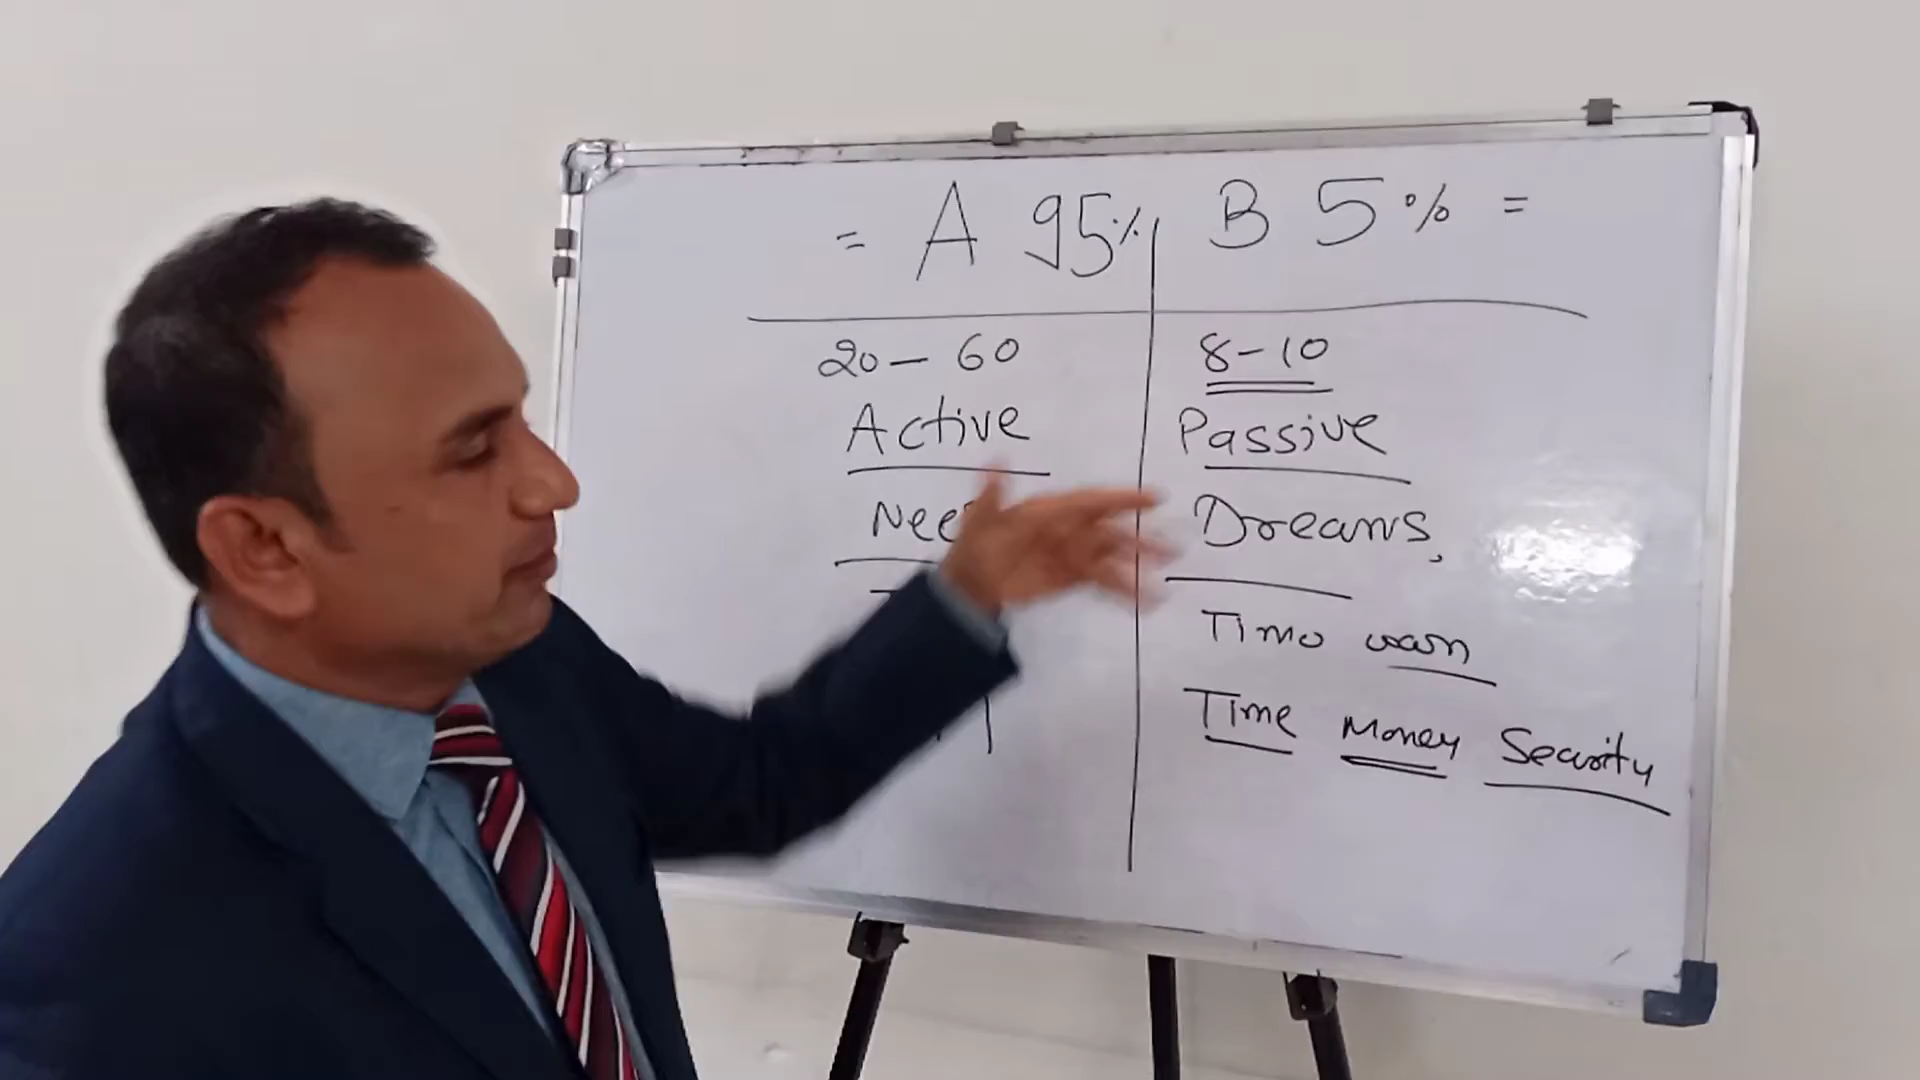 = A 95% B 5% =
20 - 60 8-10
Active Passive
Dreams,
Time
Time Money Security